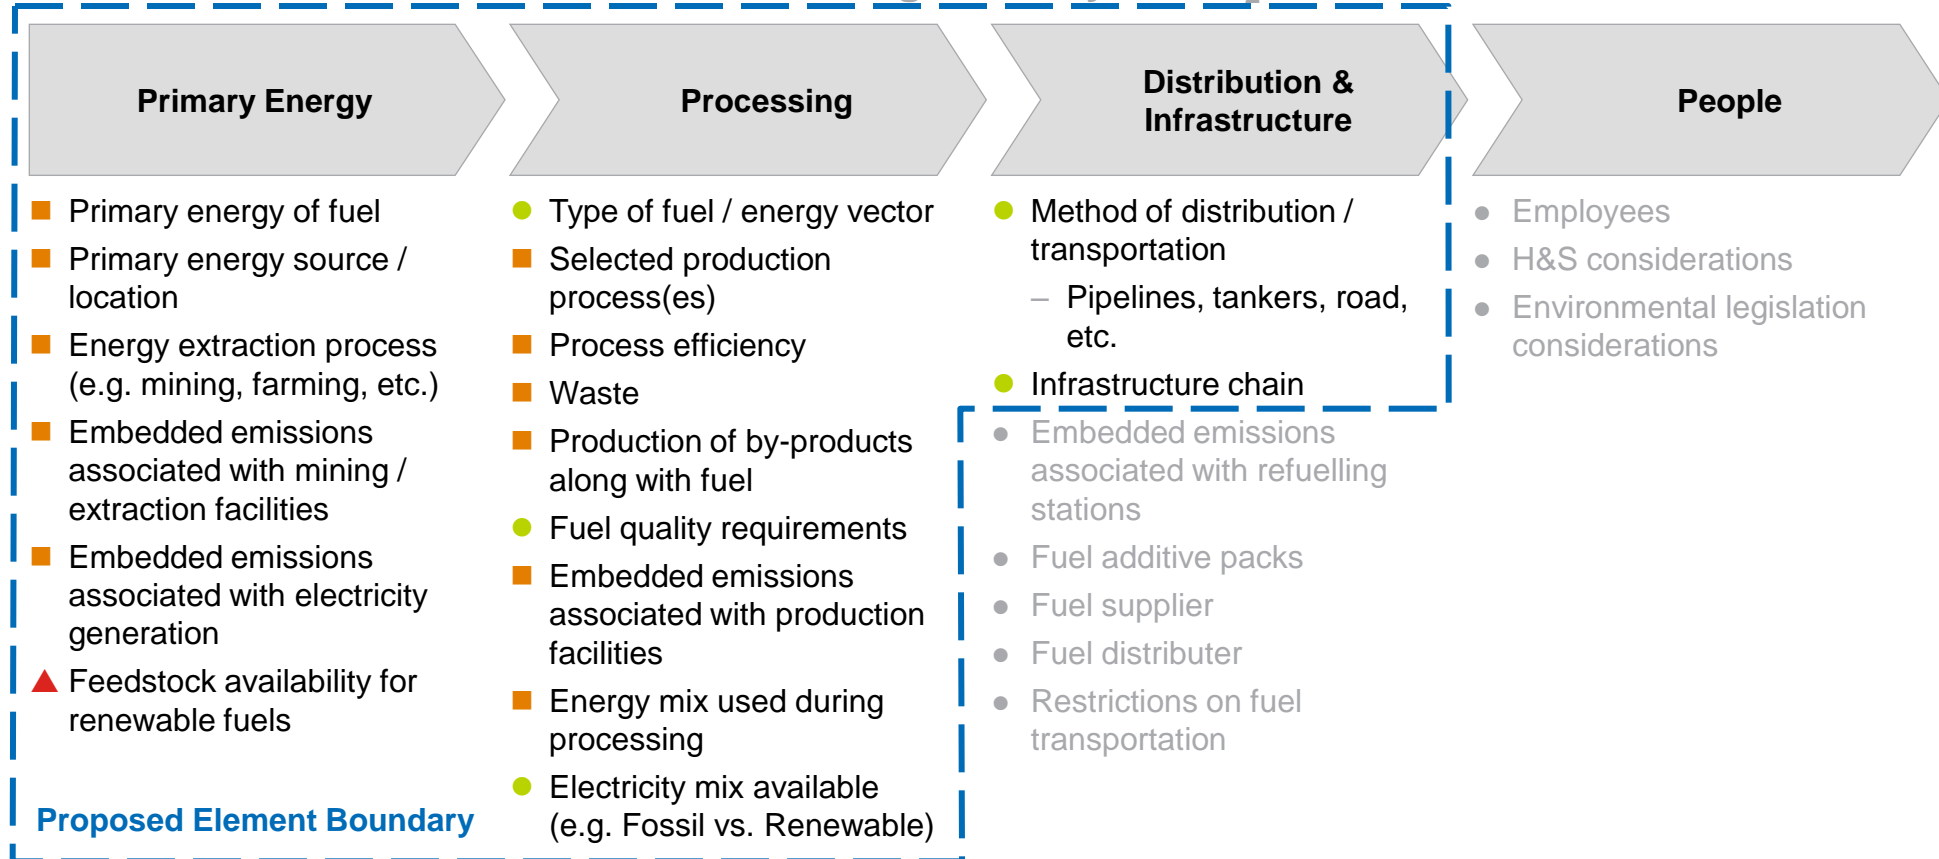 Primary Energy
Processing
Distribution &
Infrastructure
People
Primary energy of fuel
Primary energy source /
location
Energy extraction process
(e.g. mining, farming, etc.)
Embedded emissions
associated with mining /
extraction facilities
Embedded emissions
associated with electricity
generation
Feedstock availability for
renewable fuels
Proposed Element Boundary
Type of fuel / energy vector
Selected production
process(es)
Process efficiency
Waste
Production of by-products
along with fuel
Fuel quality requirements
Embedded emissions
associated with production
facilities
Energy mix used during
processing
Electricity mix available
(e.g. Fossil vs. Renewable)
Method of distribution /
transportation
– Pipelines, tankers, road,
etc.
Infrastructure chain
Embedded emissions
associated with refuelling
stations
Fuel additive packs
Fuel supplier
Fuel distributer
Restrictions on fuel
transportation
Employees
H&S considerations
Environmental legislation
considerations